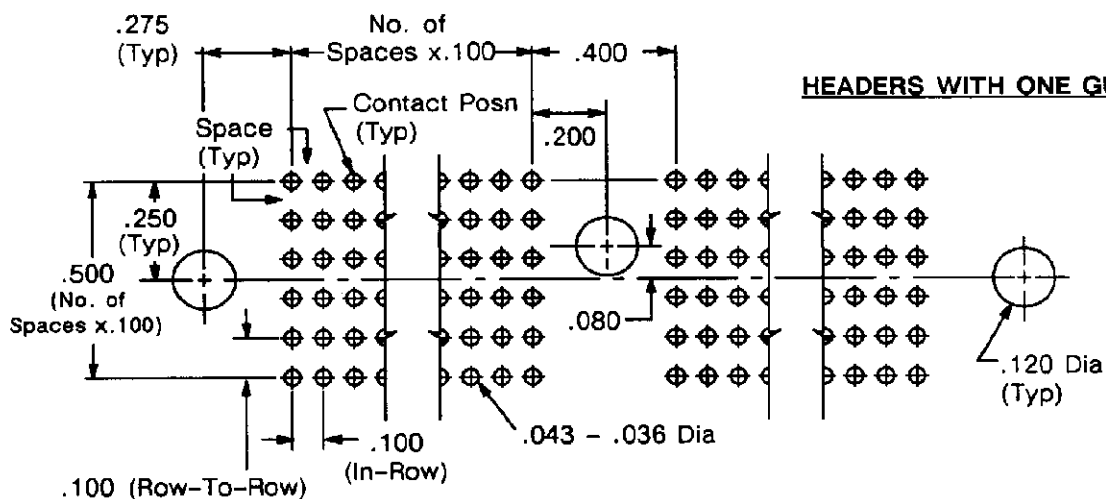 .275
(Typ)
No. of
Spaces x.100
.400
HEADERS WITH ONE
Contact Posn
(Typ)
.200
Space
(Typ)
.250
(Typ)
.500
(No. of
Spaces x.100)
.080
.120 Dia
(Typ)
.043 – .036 Dia
.100
(In-Row)
.100 (Row-To-Row)